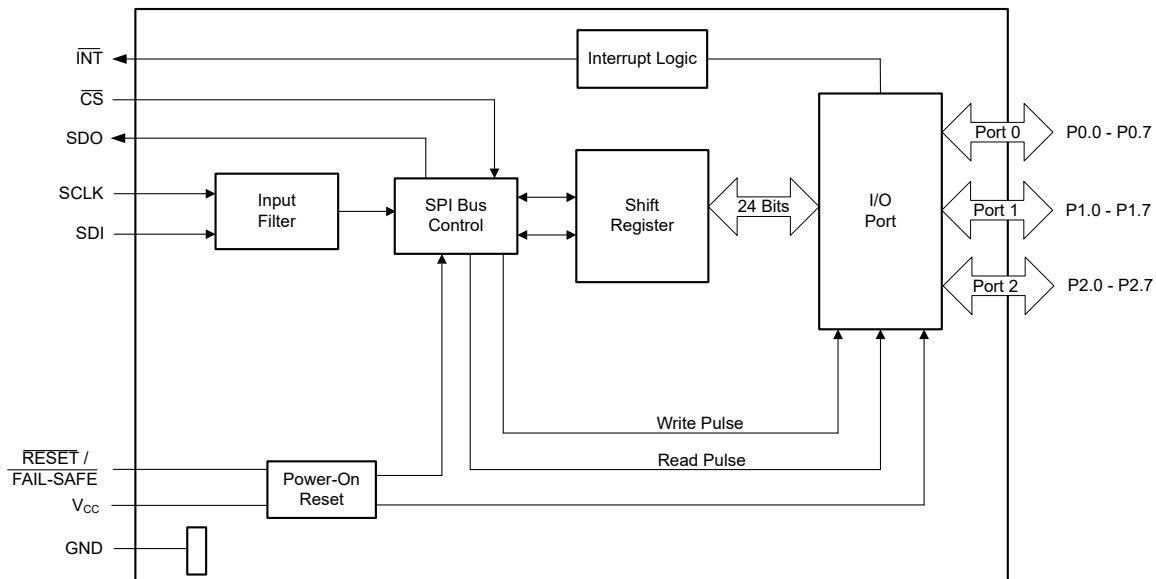 INT
Interrupt Logic
CS
SDO
Port 0
P0.0 - P0.7
SCLK
Input
Filter
SPI Bus
Control
Shift
Register
24 Bits
I/O
Port
Port 1
P1.0 - P1.7
SDI
Port 2
P2.0 - P2.7
Write Pulse
RESET /
FAIL-SAFE
Read Pulse
Power-On
Reset
VCC
GND